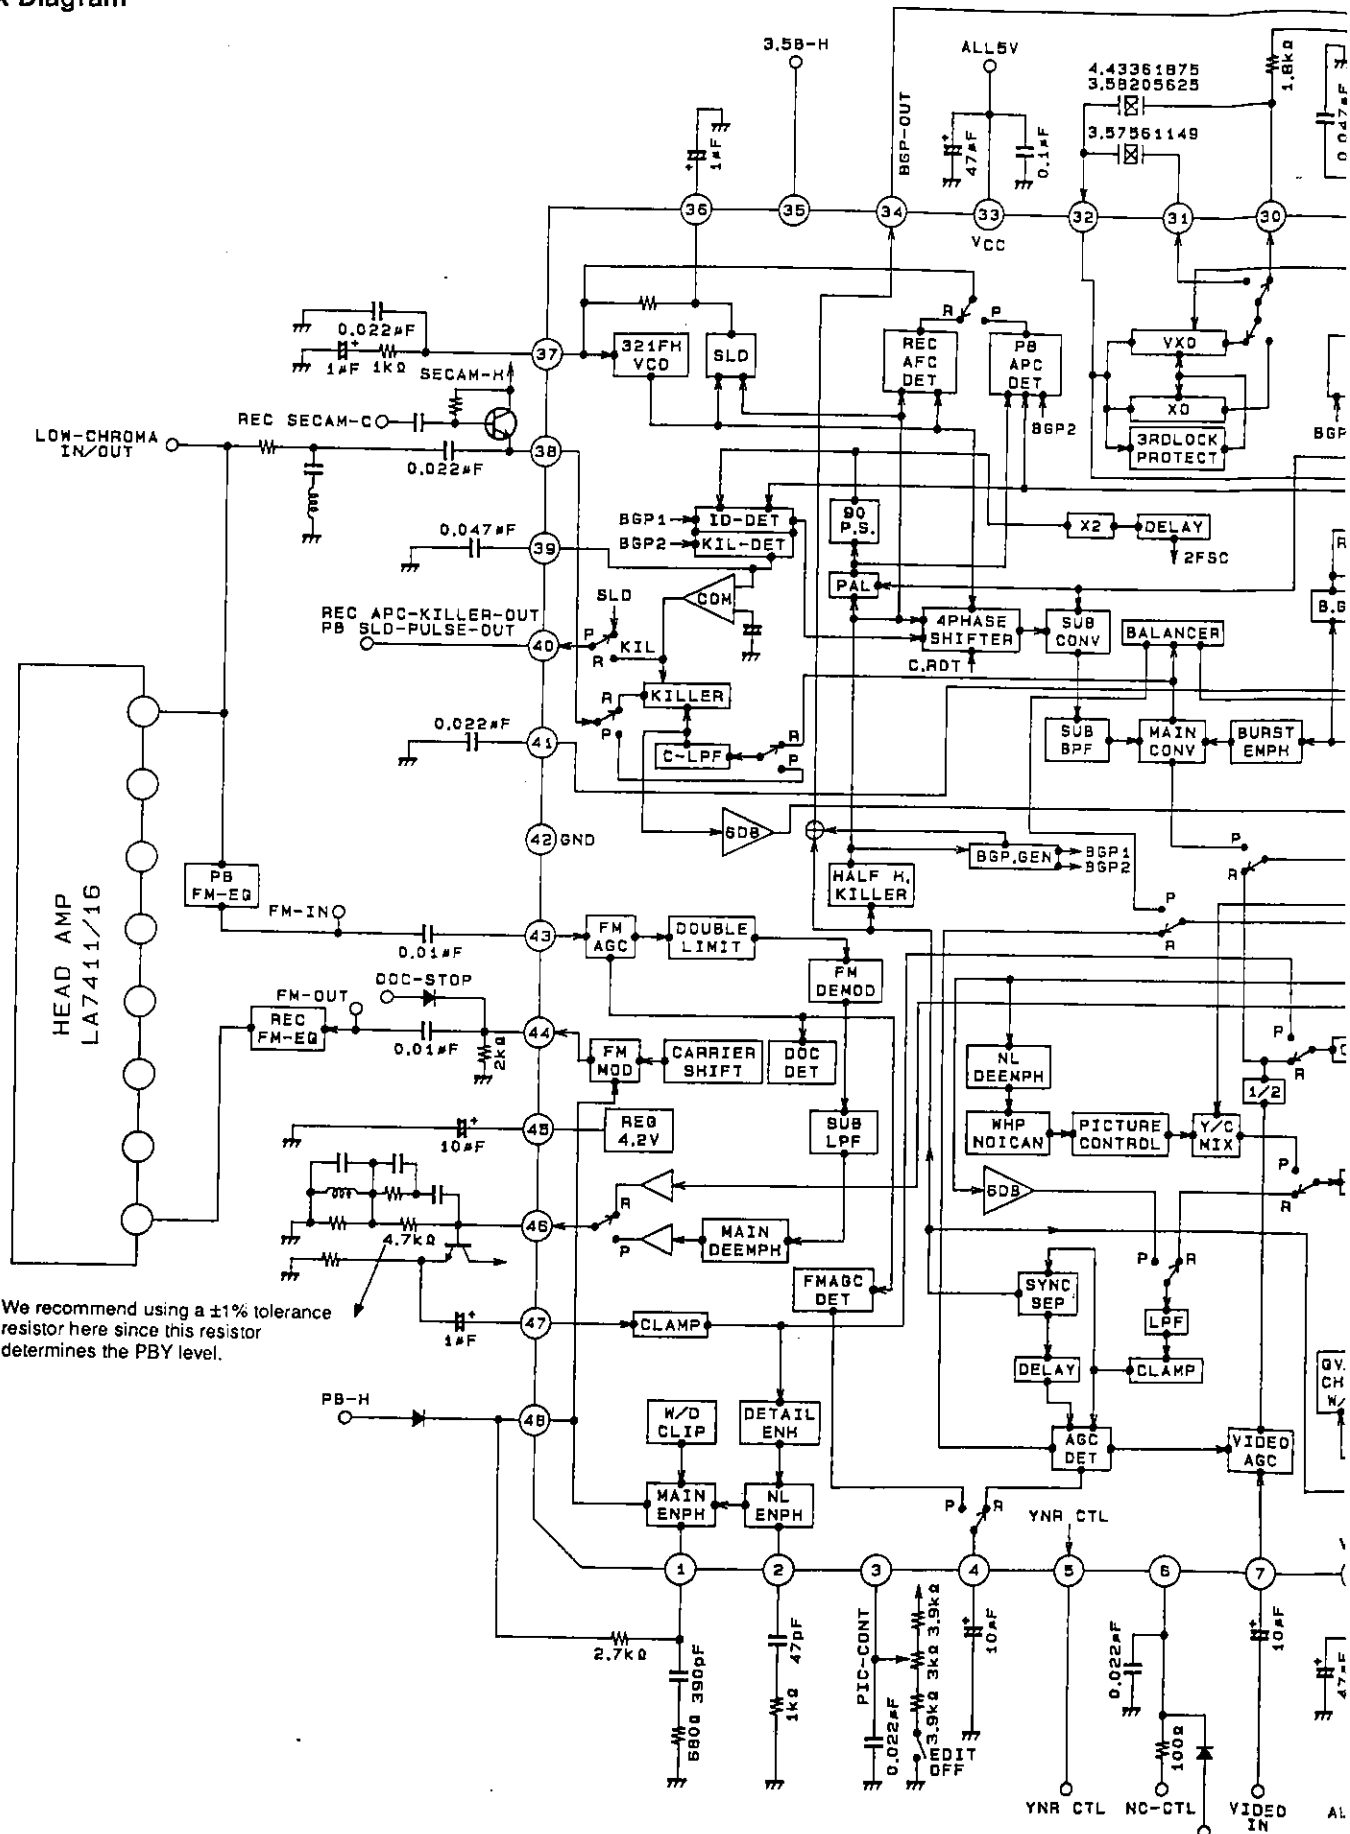 Diagram
3.5B-H
ALL5V
4.43361875
3.58205625
3.57561149
1.8kΩ
0.047μF
BGP-OUT
47μF
0.1μF
1μF
36
35
34
33
32
31
30
VCC
0.022μF
1μF
1kΩ
SECAM-H
37
321FH
VCO
SLD
R
P
REC
AFC
DET
PB
APC
DET
BGP2
VXO
XO
3RDLOCK
PROTECT
BGP
REC SECAM-C
LOW-CHROMA
IN/OUT
38
0.022μF
BGP1
BGP2
ID-DET
KIL-DET
90
P.S.
X2
DELAY
2FSC
0.047μF
39
PAL
COM
SLD
REC APC-KILLER-OUT
PB SLD-PULSE-OUT
40
P
R
KIL
4PHASE
SHIFTER
C.ROT
SUB
CONV
BALANCER
B.G
KILLER
R
P
0.022μF
41
C-LPF
R
P
SUB
BPF
MAIN
CONV
BURST
EMPH
6DB
42
GND
BGP.GEN
BGP1
BGP2
P
R
HALF H.
KILLER
P
R
HEAD AMP
LA7411/16
PB
FM-EQ
FM-IN
0.01μF
43
FM
AGC
DOUBLE
LIMIT
FM
DEMOD
DOC-STOP
FM-OUT
REC
FM-EQ
0.01μF
2kΩ
44
FM
MOD
CARRIER
SHIFT
DOC
DET
NL
DEEMPH
P
R
1/2
10μF
45
REG
4.2V
SUB
LPF
WHP
NOICAN
PICTURE
CONTROL
Y/C
MIX
P
R
4.7kΩ
46
R
P
MAIN
DEEMPH
6DB
FMAGC
DET
SYNC
SEP
P
R
LPF
We recommend using a ±1% tolerance
resistor here since this resistor
determines the PBY level.
1μF
47
CLAMP
DELAY
CLAMP
PB-H
48
W/D
CLIP
DETAIL
ENH
AGC
DET
VIDEO
AGC
MAIN
ENPH
NL
ENPH
P
R
YNR CTL
1
2
3
4
5
6
7
2.7kΩ
680Ω 390pF
47pF
1kΩ
PIC-CONT
0.022μF
3.9kΩ 3kΩ 3.9kΩ
EDIT
OFF
10μF
0.022μF
100Ω
10μF
47μF
YNR CTL
NC-CTL
VIDEO
IN